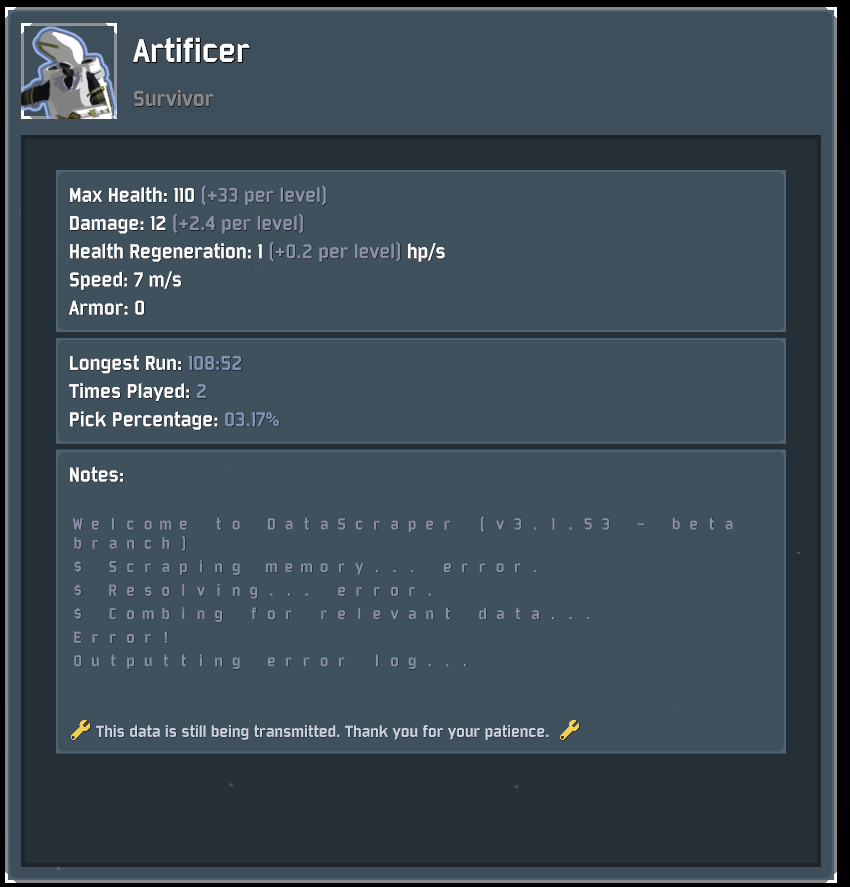 Artificer
Survivor
Max Health: 110 (+33 per level)
Damage: 12 (+2.4 per level)
Health Regeneration: 1 (+0.2 per level) hp/s
Speed: 7 m/s
Armor: 0
Longest Run: 108:52
Times Played: 2
Pick Percentage: 03.17%
Notes:
Welcome to DataScraper (v3.1.53 - beta
branch)
$ Scraping memory... error.
$ Resolving... error.
$ Combing for relevant data...
Error!
Outputting error log...
This data is still being transmitted. Thank you for your patience.